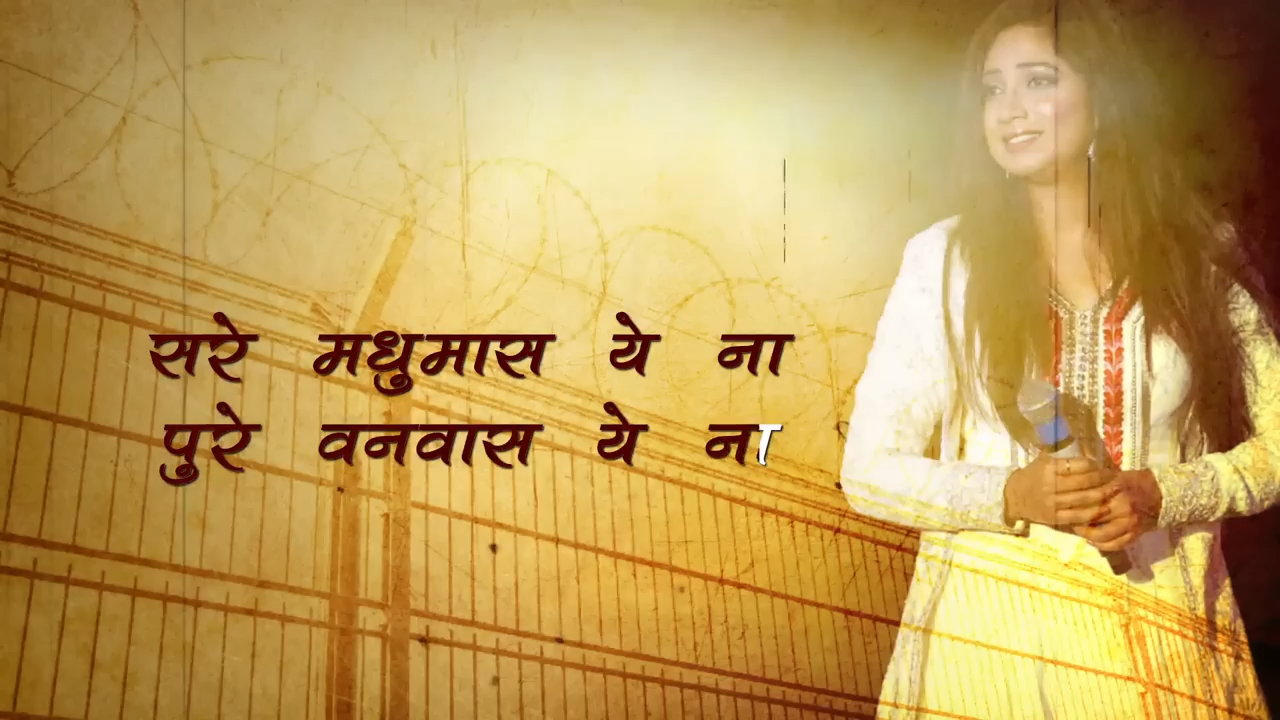 सरे मधुमास ये ना
पुरे वनवास ये ना